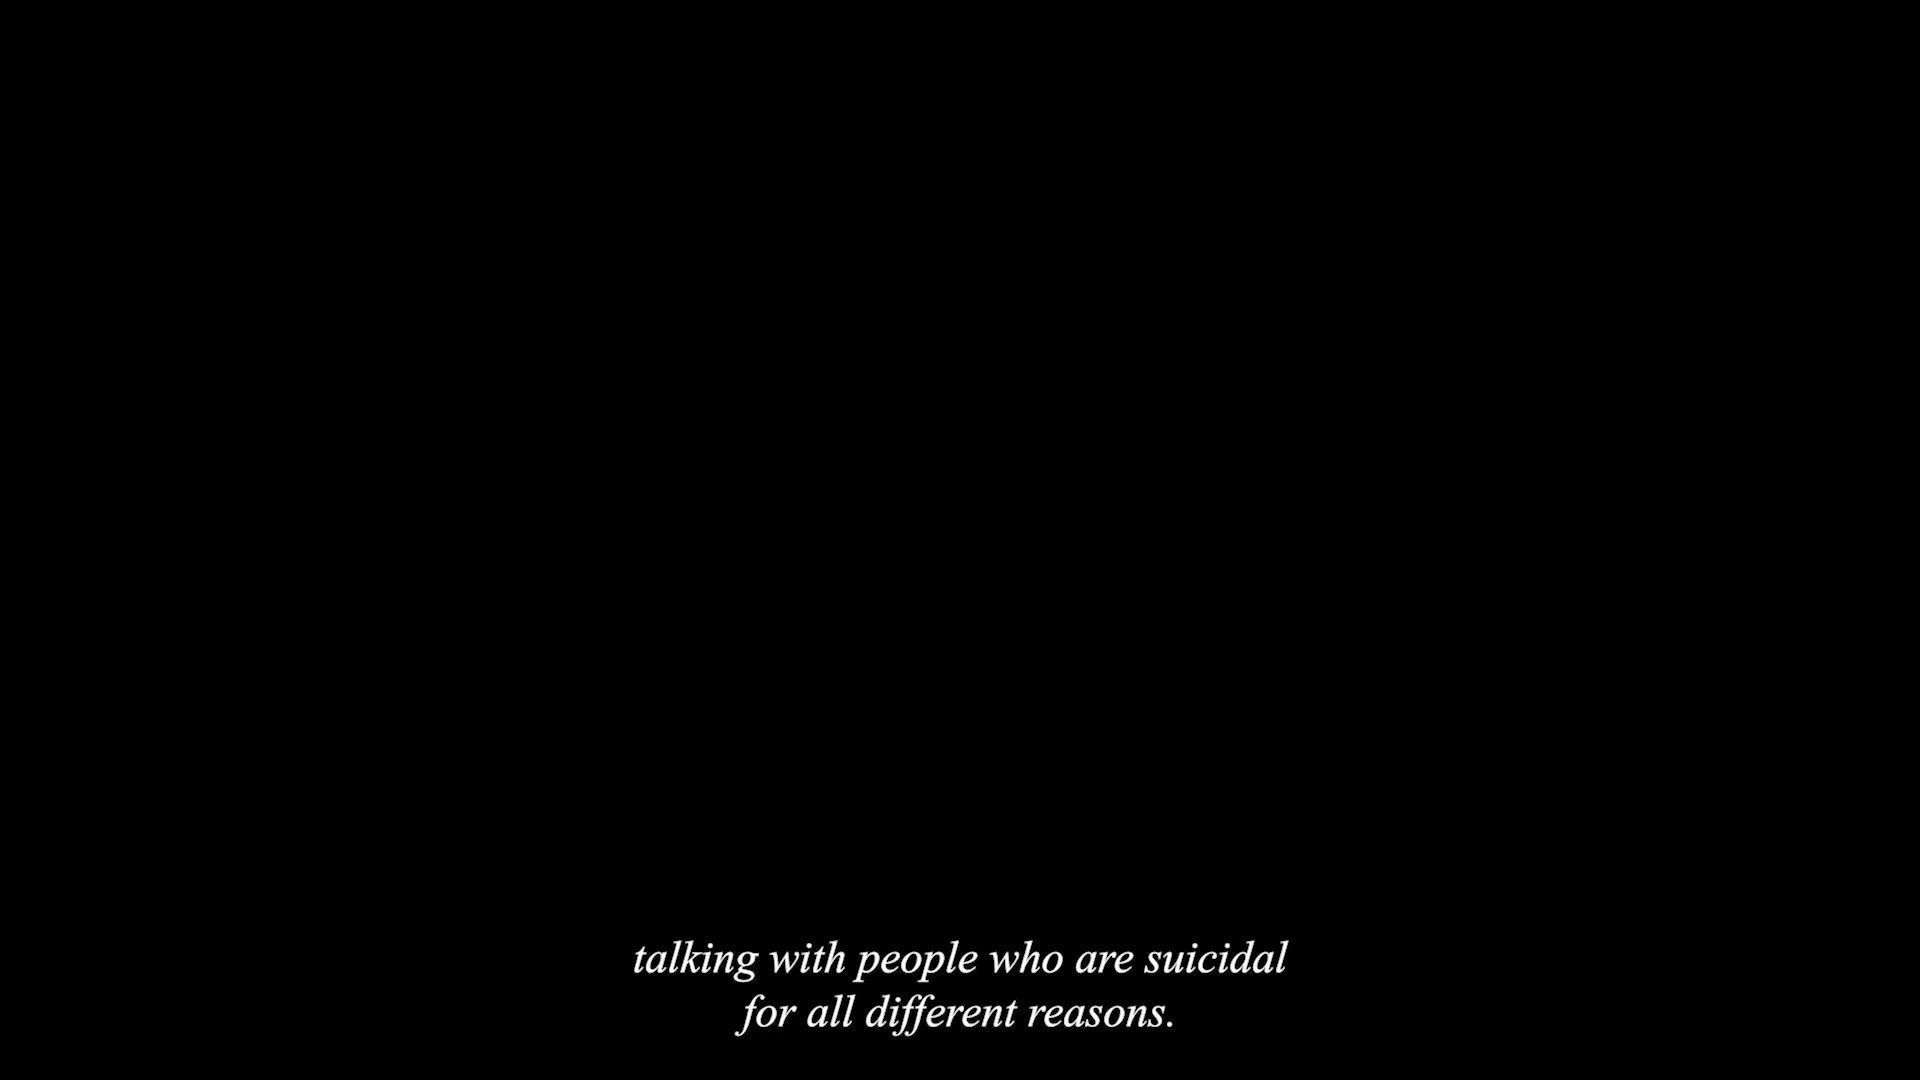 talking with people who are suicidal
for all different reasons.